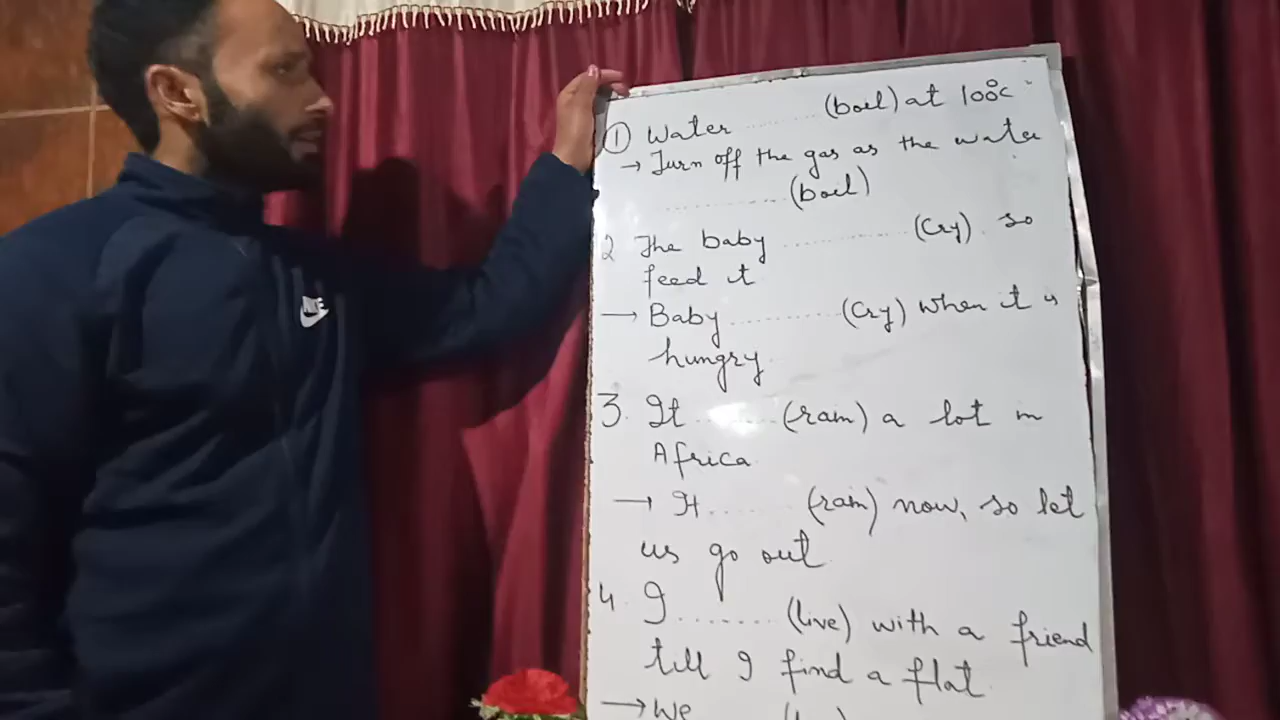 ① Water ........ (boil) at 100°c
→ Turn off the gas as the water
.............. (boil)
2 The baby ............. (Cry) so
feed it
→ Baby ............ (Cry) when it is
hungry
3. It ......... (rain) a lot in
Africa
→ It ...... (rain) now, so let
us go out
4. I ........ (live) with a friend
till I find a flat
→ We